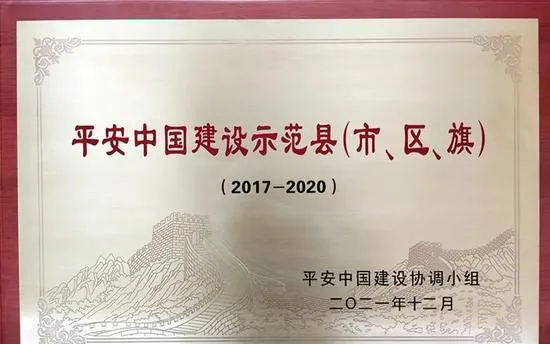 平安中国建设示范县(市、区、旗)
(2017-2020)
平安中国建设协调小组
二〇二一年十二月